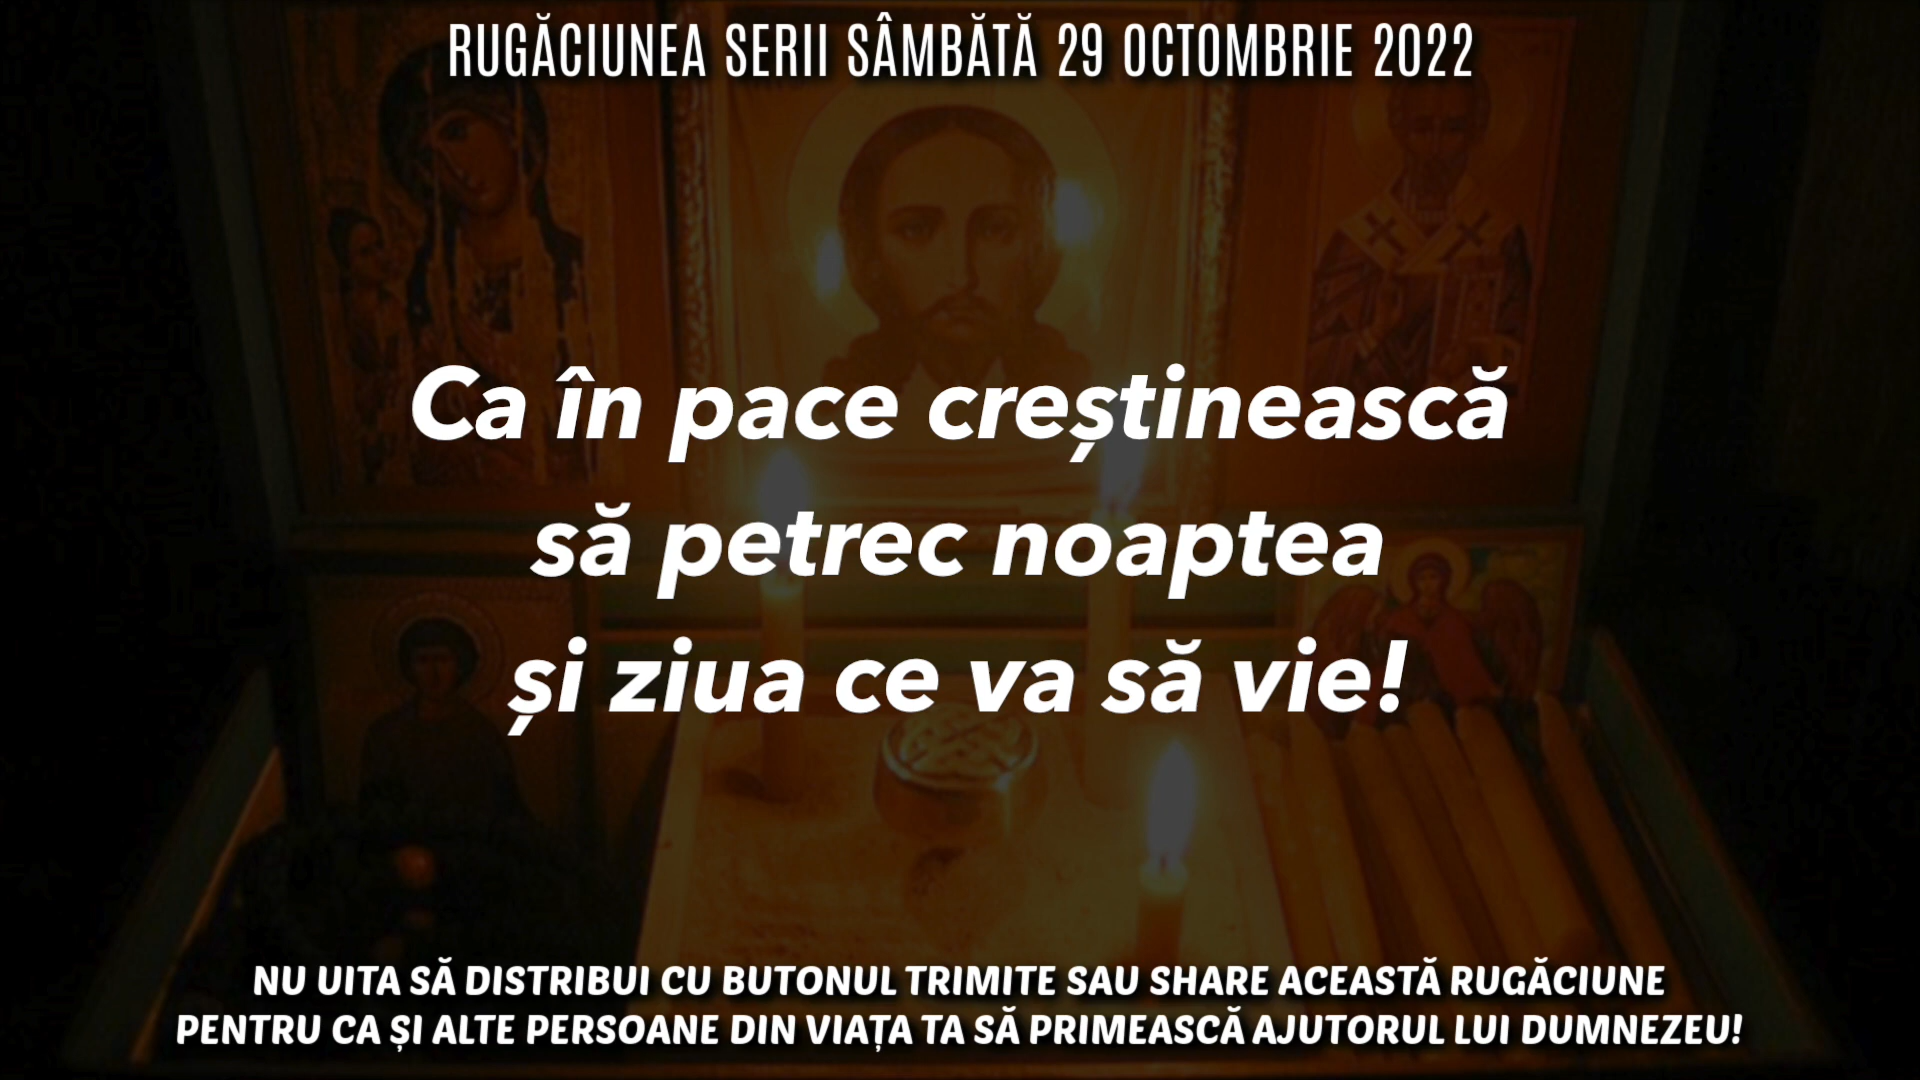 RUGĂCIUNEA SERII SÂMBĂTĂ 29 OCTOMBRIE 2022
Ca în pace creștinească
să petrec noaptea
și ziua ce va să vie!
NU UITA SĂ DISTRIBUI CU BUTONUL TRIMITE SAU SHARE ACEASTĂ RUGĂCIUNE
PENTRU CA ȘI ALTE PERSOANE DIN VIAȚA TA SĂ PRIMEASCĂ AJUTORUL LUI DUMNEZEU!